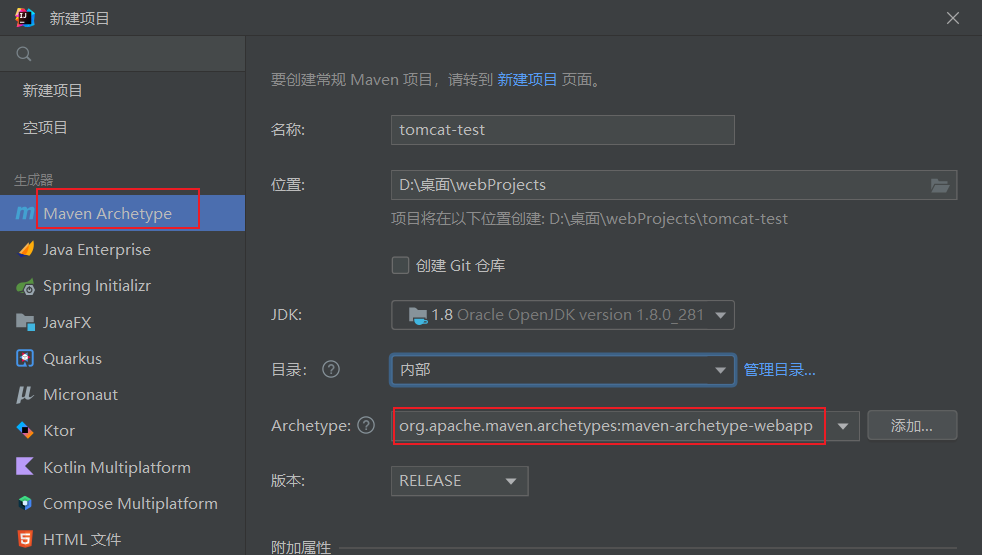 新建项目
新建项目
空项目
生成器
Maven Archetype
Java Enterprise
Spring Initializr
JavaFX
Quarkus
Micronaut
Ktor
Kotlin Multiplatform
Compose Multiplatform
HTML 文件
要创建常规 Maven 项目，请转到 新建项目 页面。
名称: tomcat-test
位置: D:\桌面\webProjects
项目将在以下位置创建: D:\桌面\webProjects\tomcat-test
创建 Git 仓库
JDK: 1.8 Oracle OpenJDK version 1.8.0_281
目录: ? 内部 管理目录...
Archetype: ? org.apache.maven.archetypes:maven-archetype-webapp 添加...
版本: RELEASE
附加属性